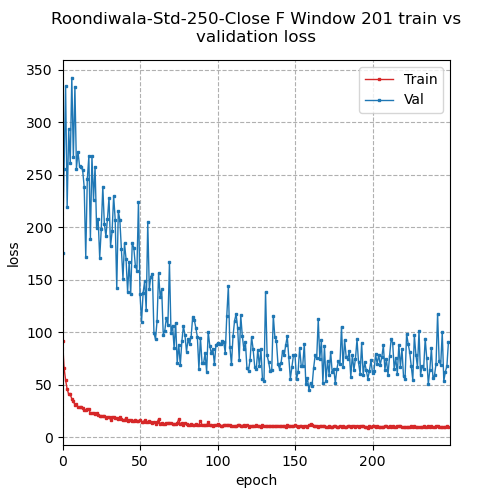 Roondiwala-Std-250-Close F Window 201 train vs
validation loss
350
300
250
200
150
100
50
0
loss
Train
Val
0 50 100 150 200
epoch